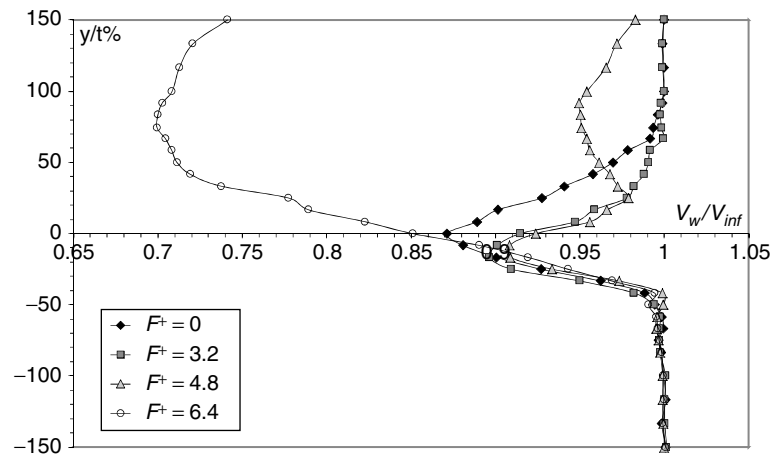 150
y/t%
100
50
V_w/V_inf
0
0.65 0.7 0.75 0.8 0.85 0.9 0.95 1 1.05
−50
F⁺ = 0
F⁺ = 3.2
−100
F⁺ = 4.8
F⁺ = 6.4
−150